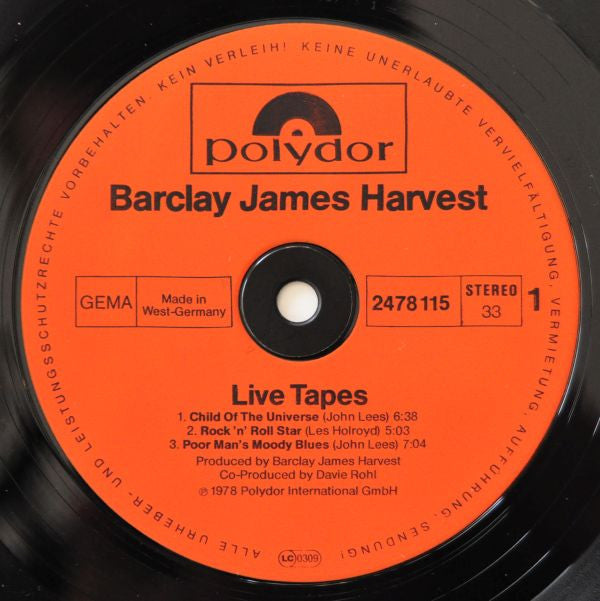 ALLE URHEBER- UND LEISTUNGSSCHUTZRECHTE VORBEHALTEN. KEIN VERLEIH! KEINE UNERLAUBTE VERVIELFÄLTIGUNG, VERMIETUNG, AUFFÜHRUNG, SENDUNG!
polydor
Barclay James Harvest
GEMA
Made in
West-Germany
2478 115
STEREO
33
1
Live Tapes
1. Child Of The Universe (John Lees) 6:38
2. Rock 'n' Roll Star (Les Holroyd) 5:03
3. Poor Man's Moody Blues (John Lees) 7:04
Produced by Barclay James Harvest
Co-Produced by Davie Rohl
℗ 1978 Polydor International GmbH
LC 0309